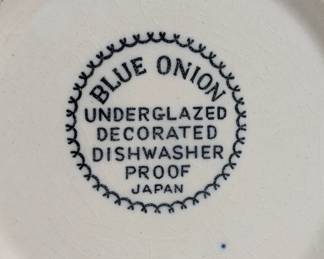 BLUE ONION
UNDERGLAZED
DECORATED
DISHWASHER
PROOF
JAPAN